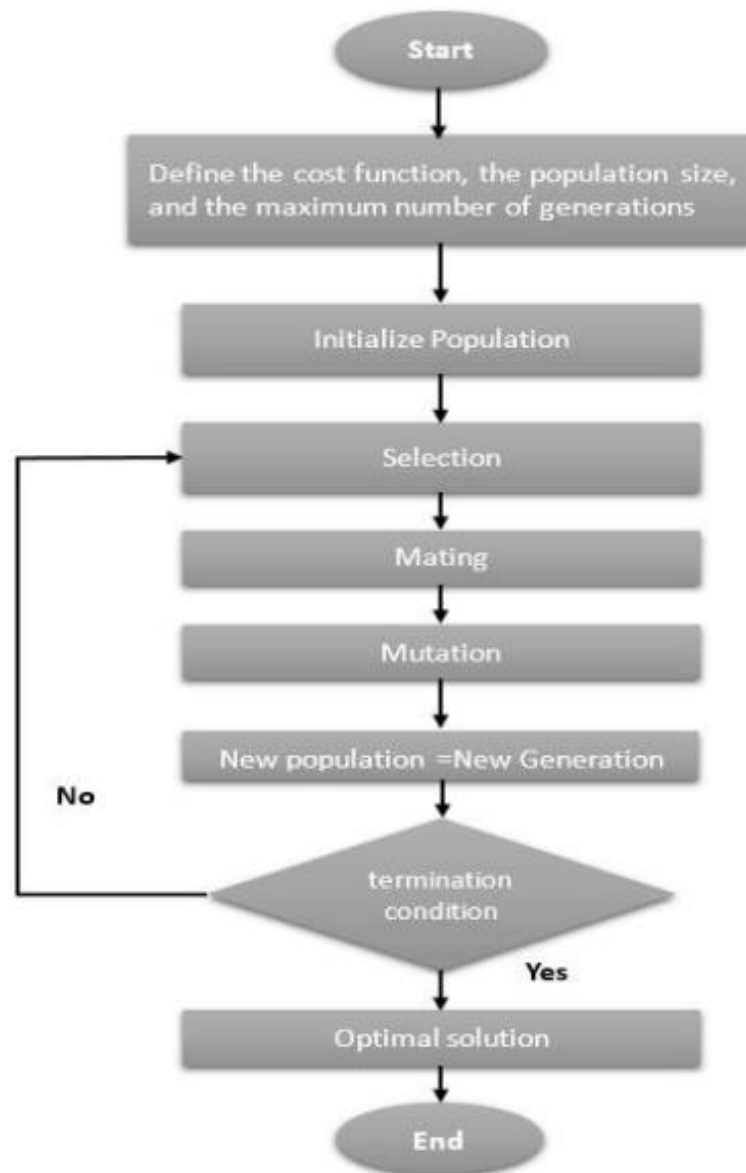 Start
Define the cost function, the population size,
and the maximum number of generations
Initialize Population
Selection
Mating
Mutation
New population =New Generation
No
termination
condition
Yes
Optimal solution
End